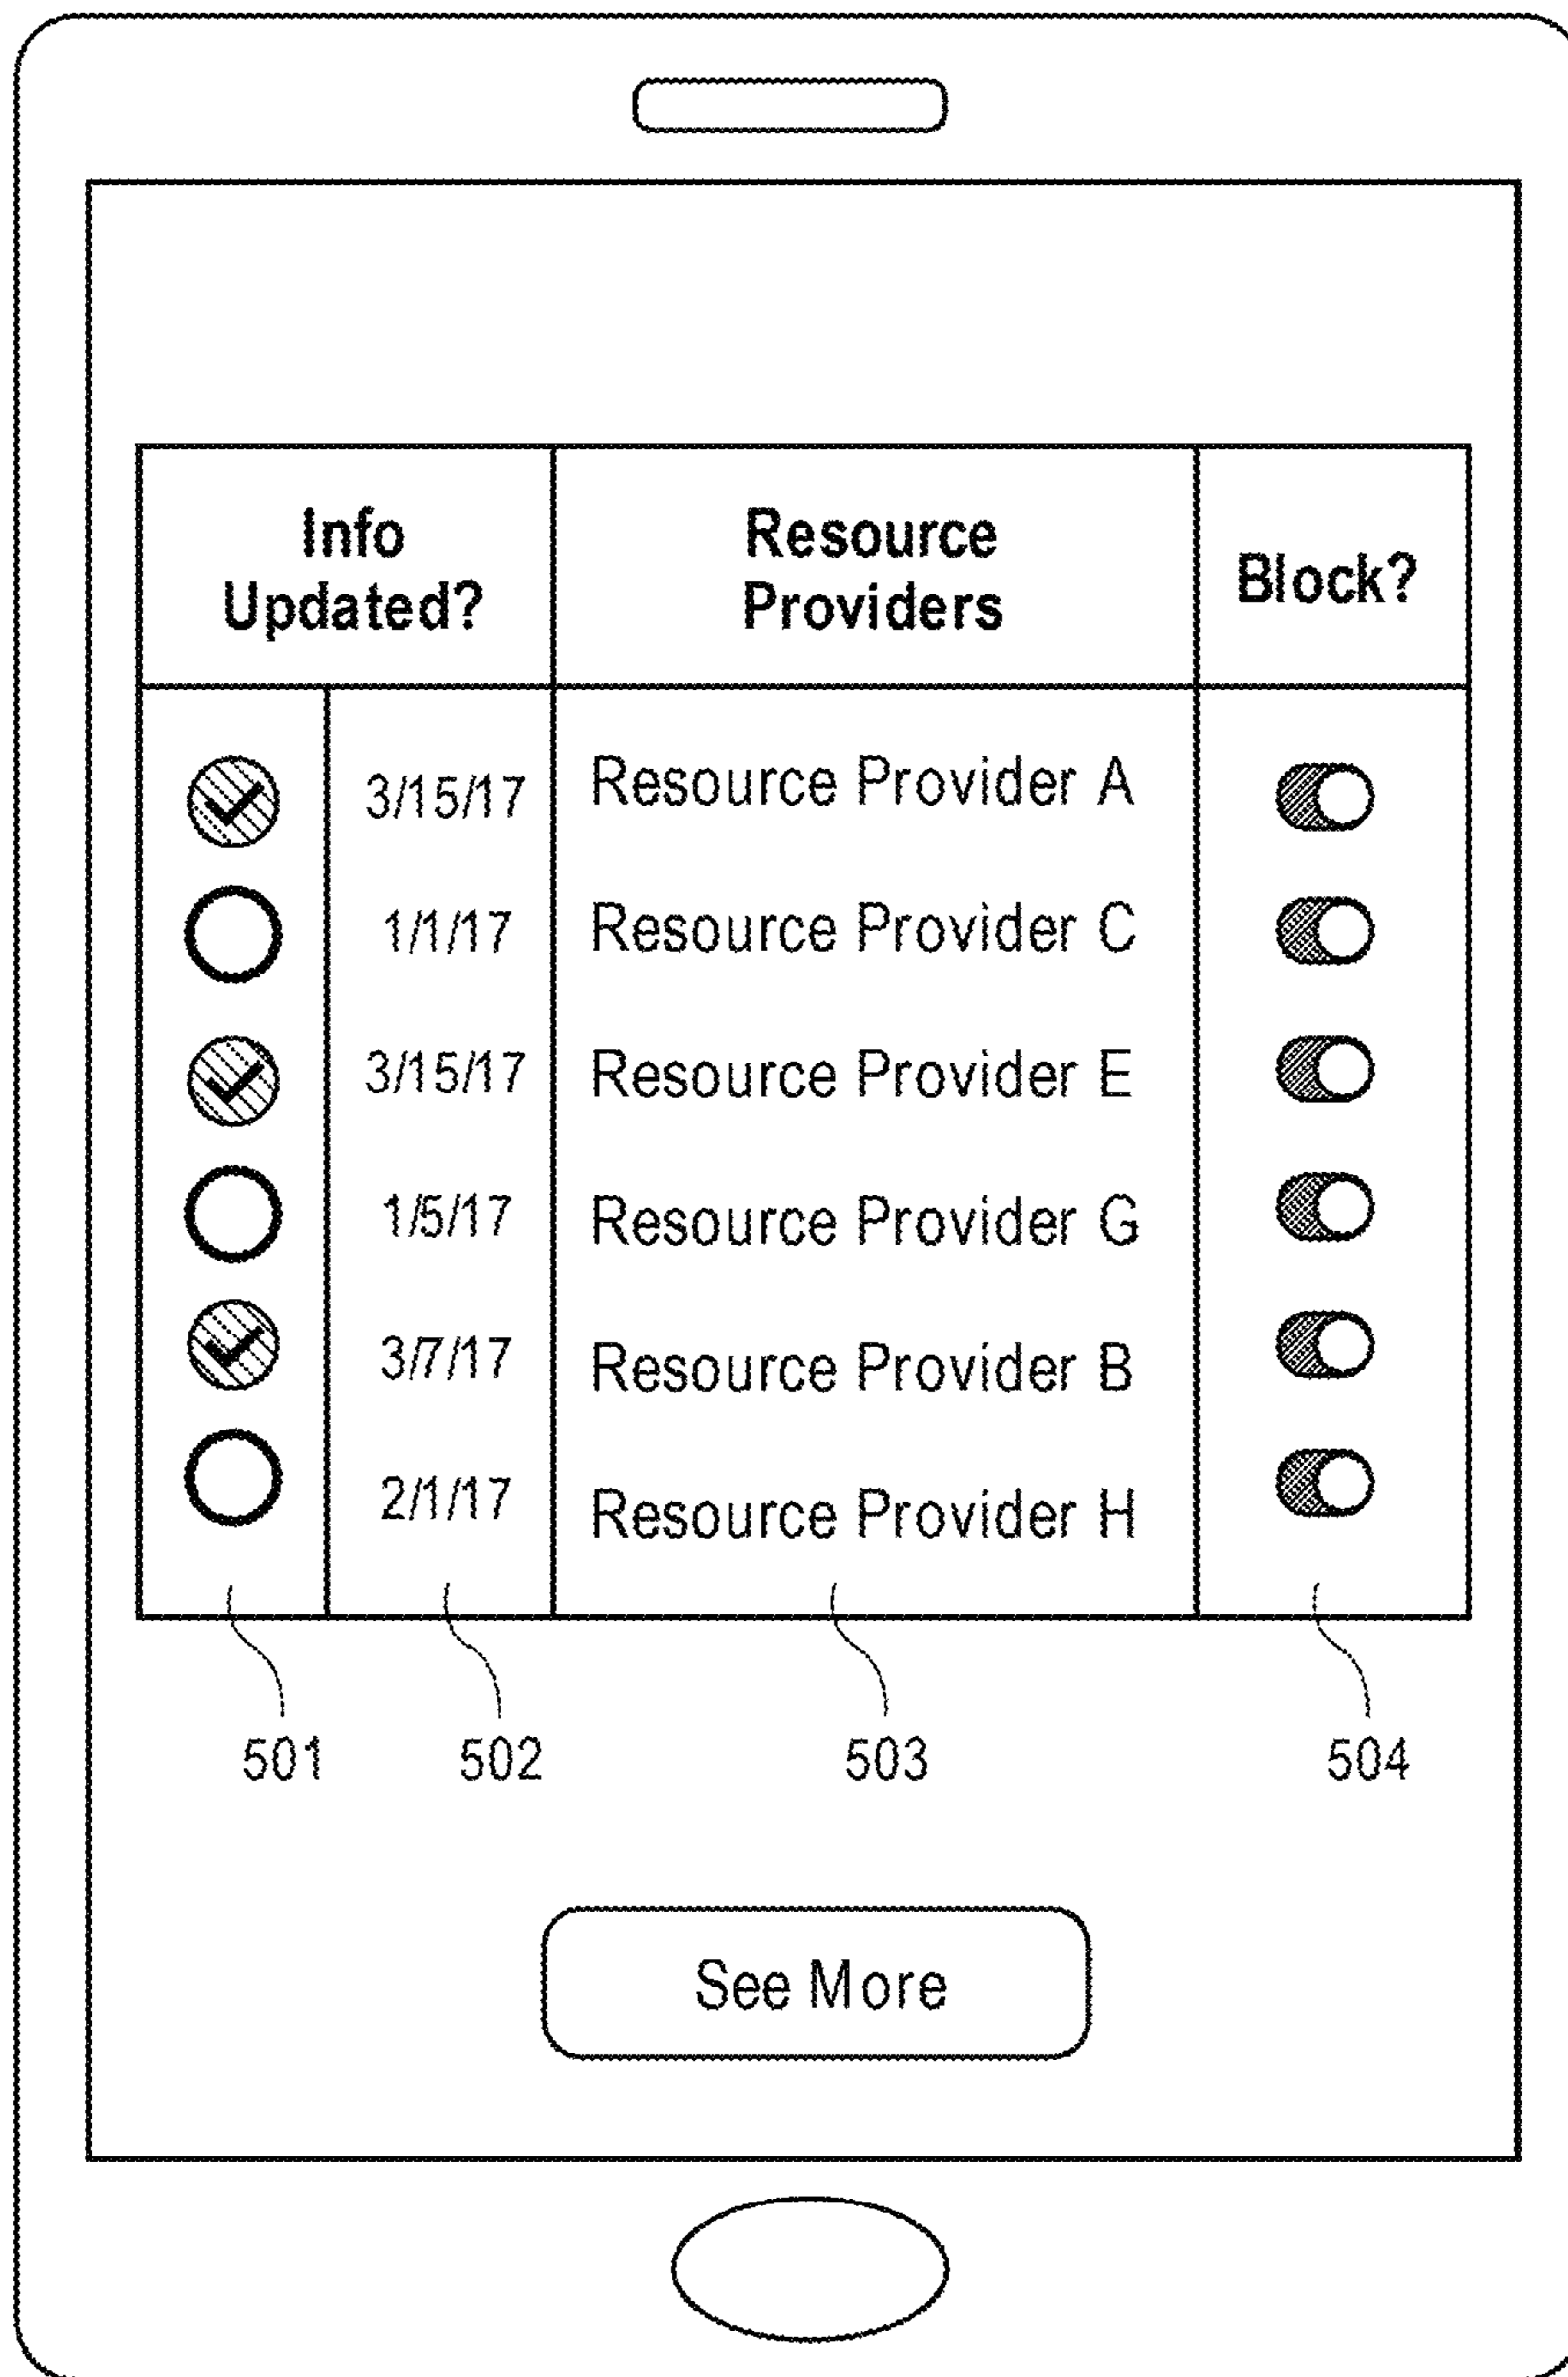 Info
Updated?
Resource
Providers
Block?
3/15/17 Resource Provider A
1/1/17 Resource Provider C
3/15/17 Resource Provider E
1/5/17 Resource Provider G
3/7/17 Resource Provider B
2/1/17 Resource Provider H
501 502 503 504
See More